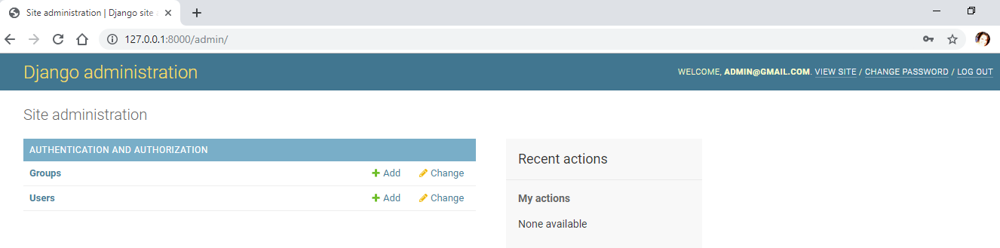 Site administration | Django site a
127.0.0.1:8000/admin/
Django administration
WELCOME, ADMIN@GMAIL.COM. VIEW SITE / CHANGE PASSWORD / LOG OUT
Site administration
AUTHENTICATION AND AUTHORIZATION
Groups Add Change
Users Add Change
Recent actions
My actions
None available